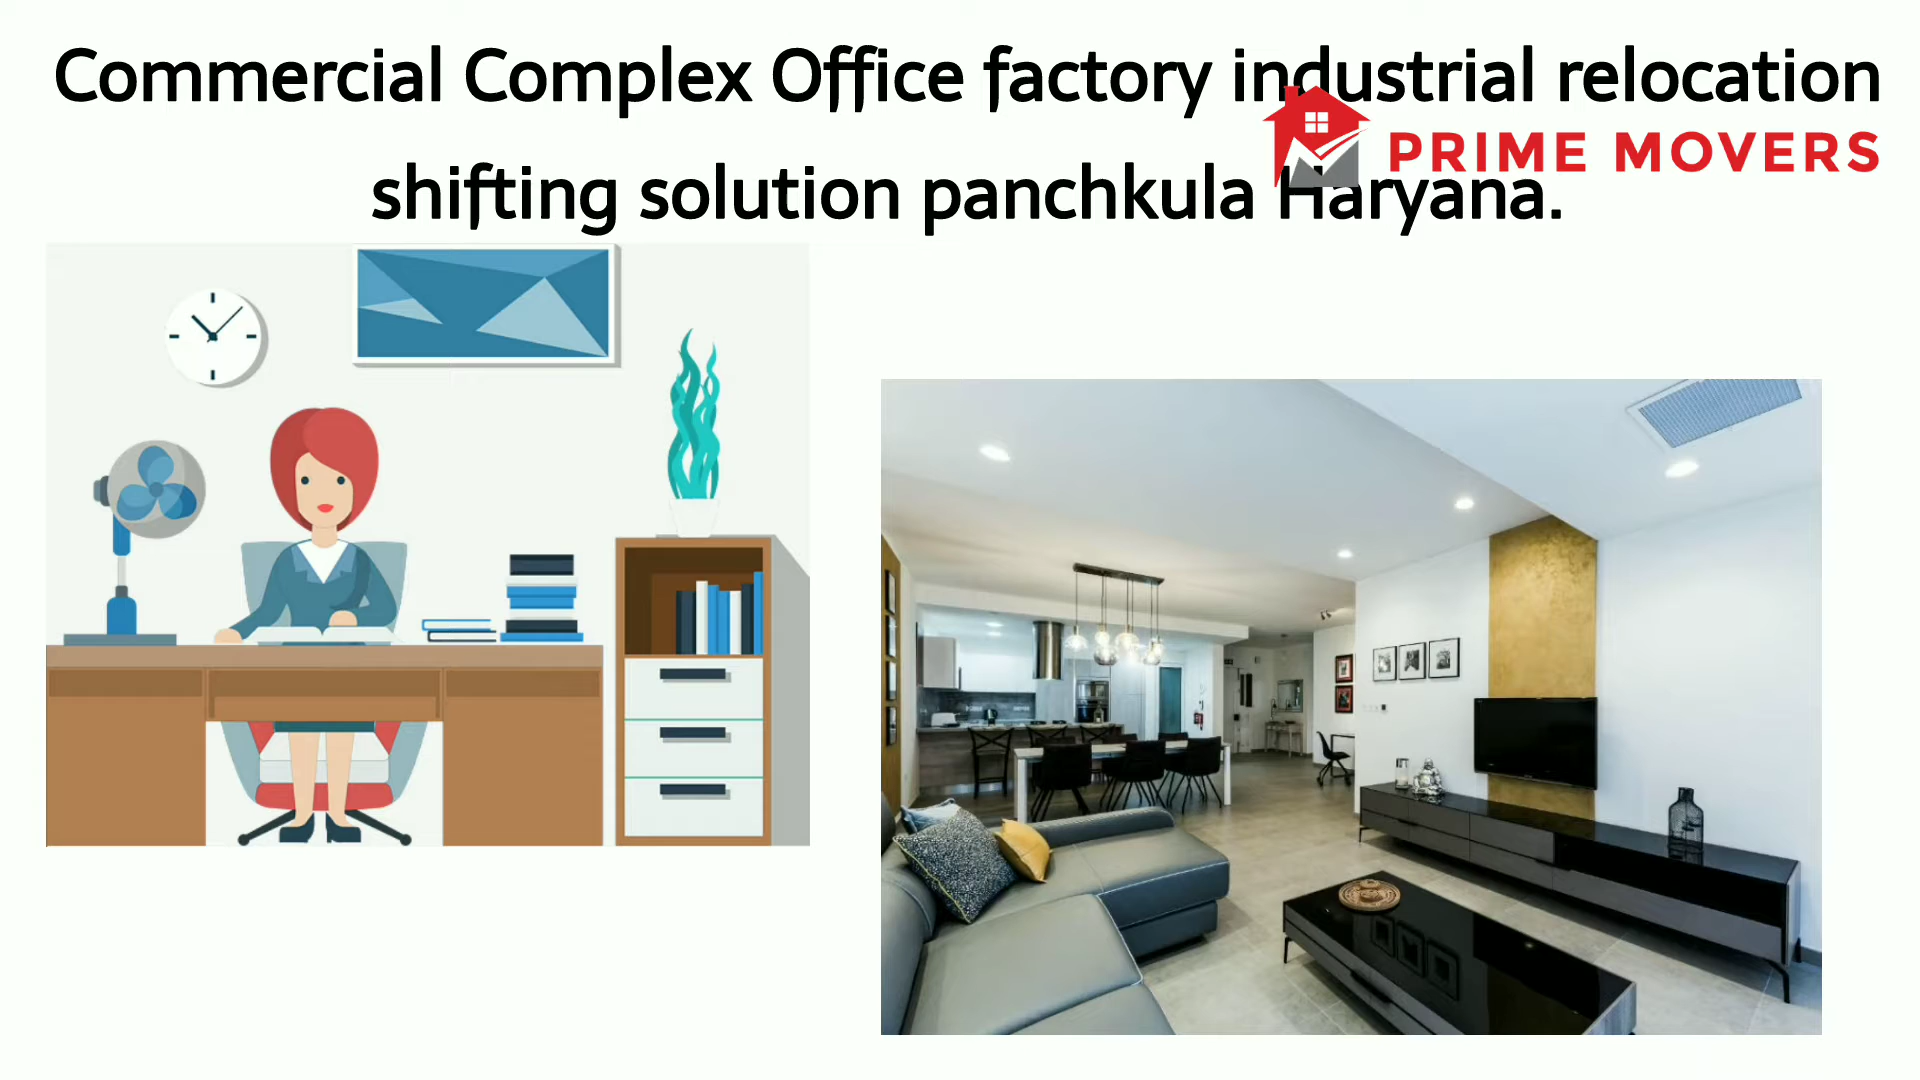 Commercial Complex Office factory industrial relocation
PRIME MOVERS
shifting solution panchkula Haryana.